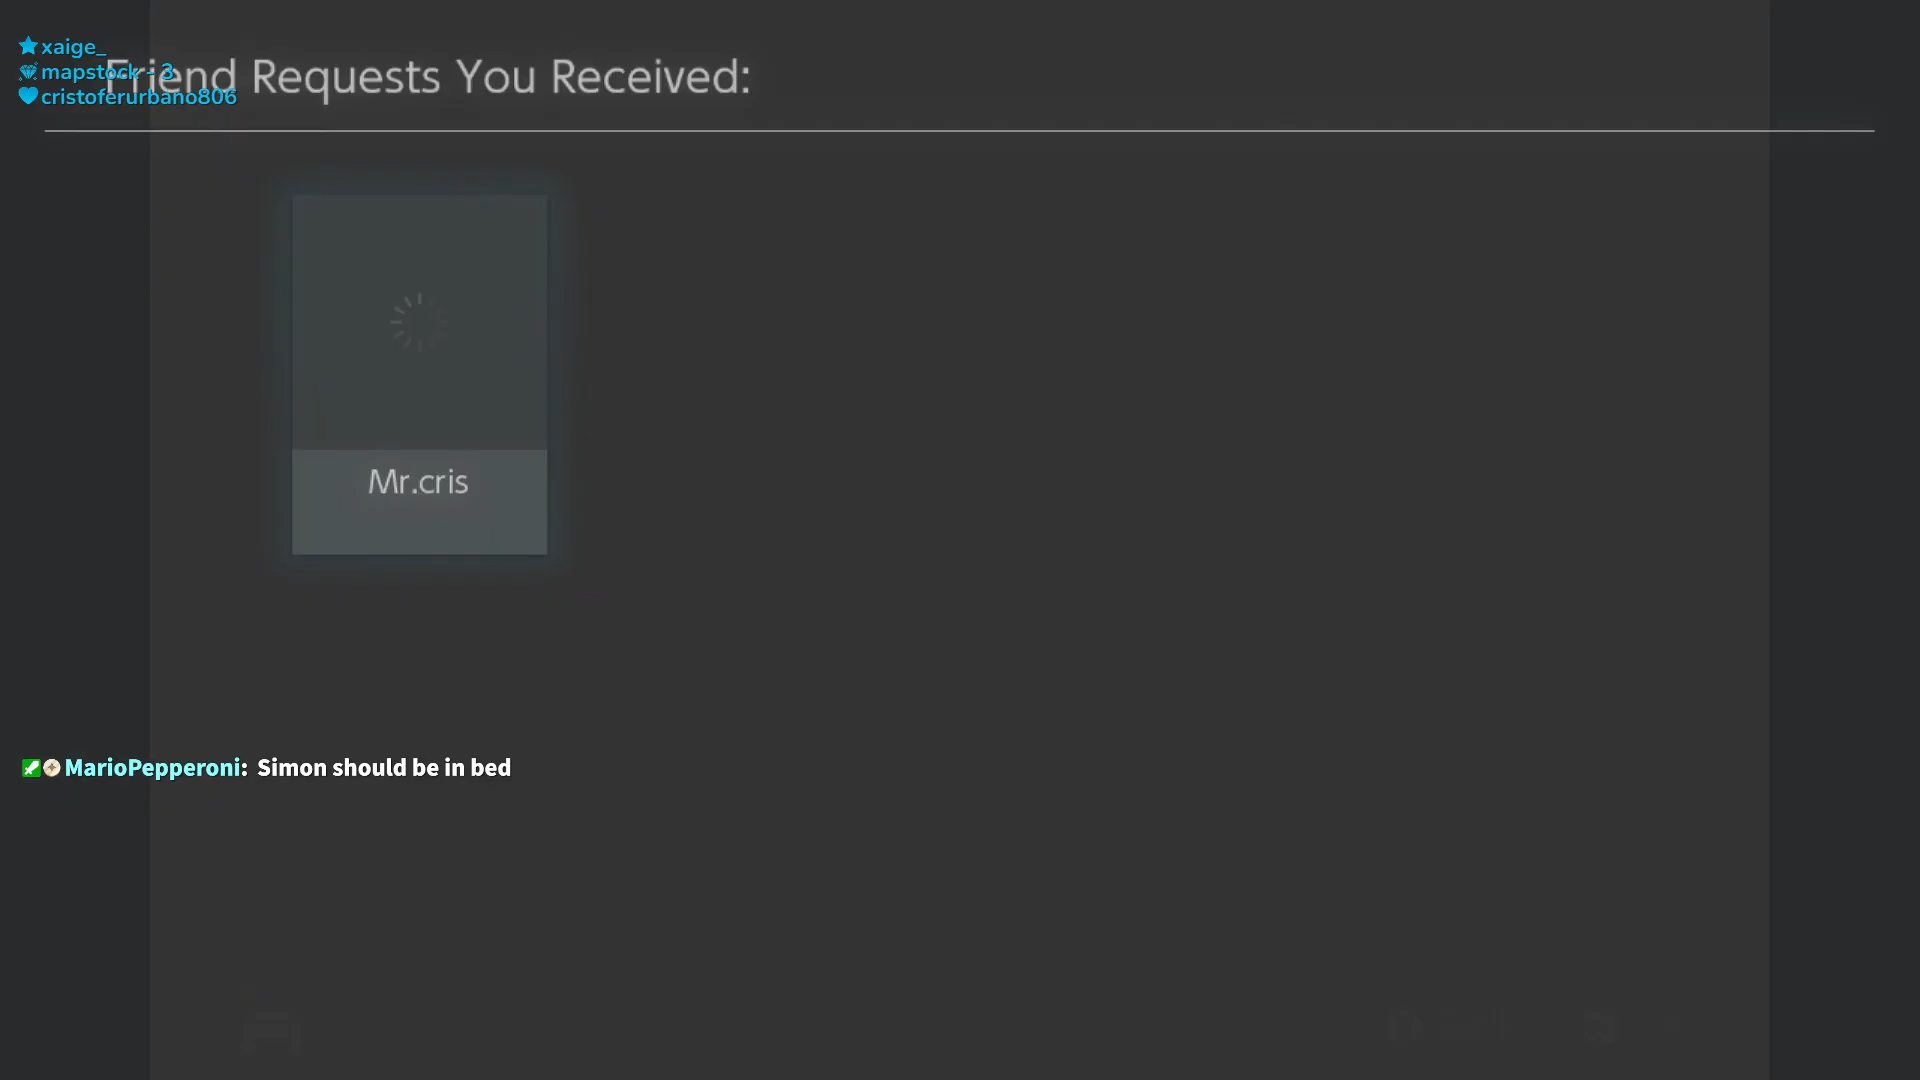 xaige_
mapstock - 3
cristoferurbano806
Friend Requests You Received:
Mr.cris
MarioPepperoni: Simon should be in bed